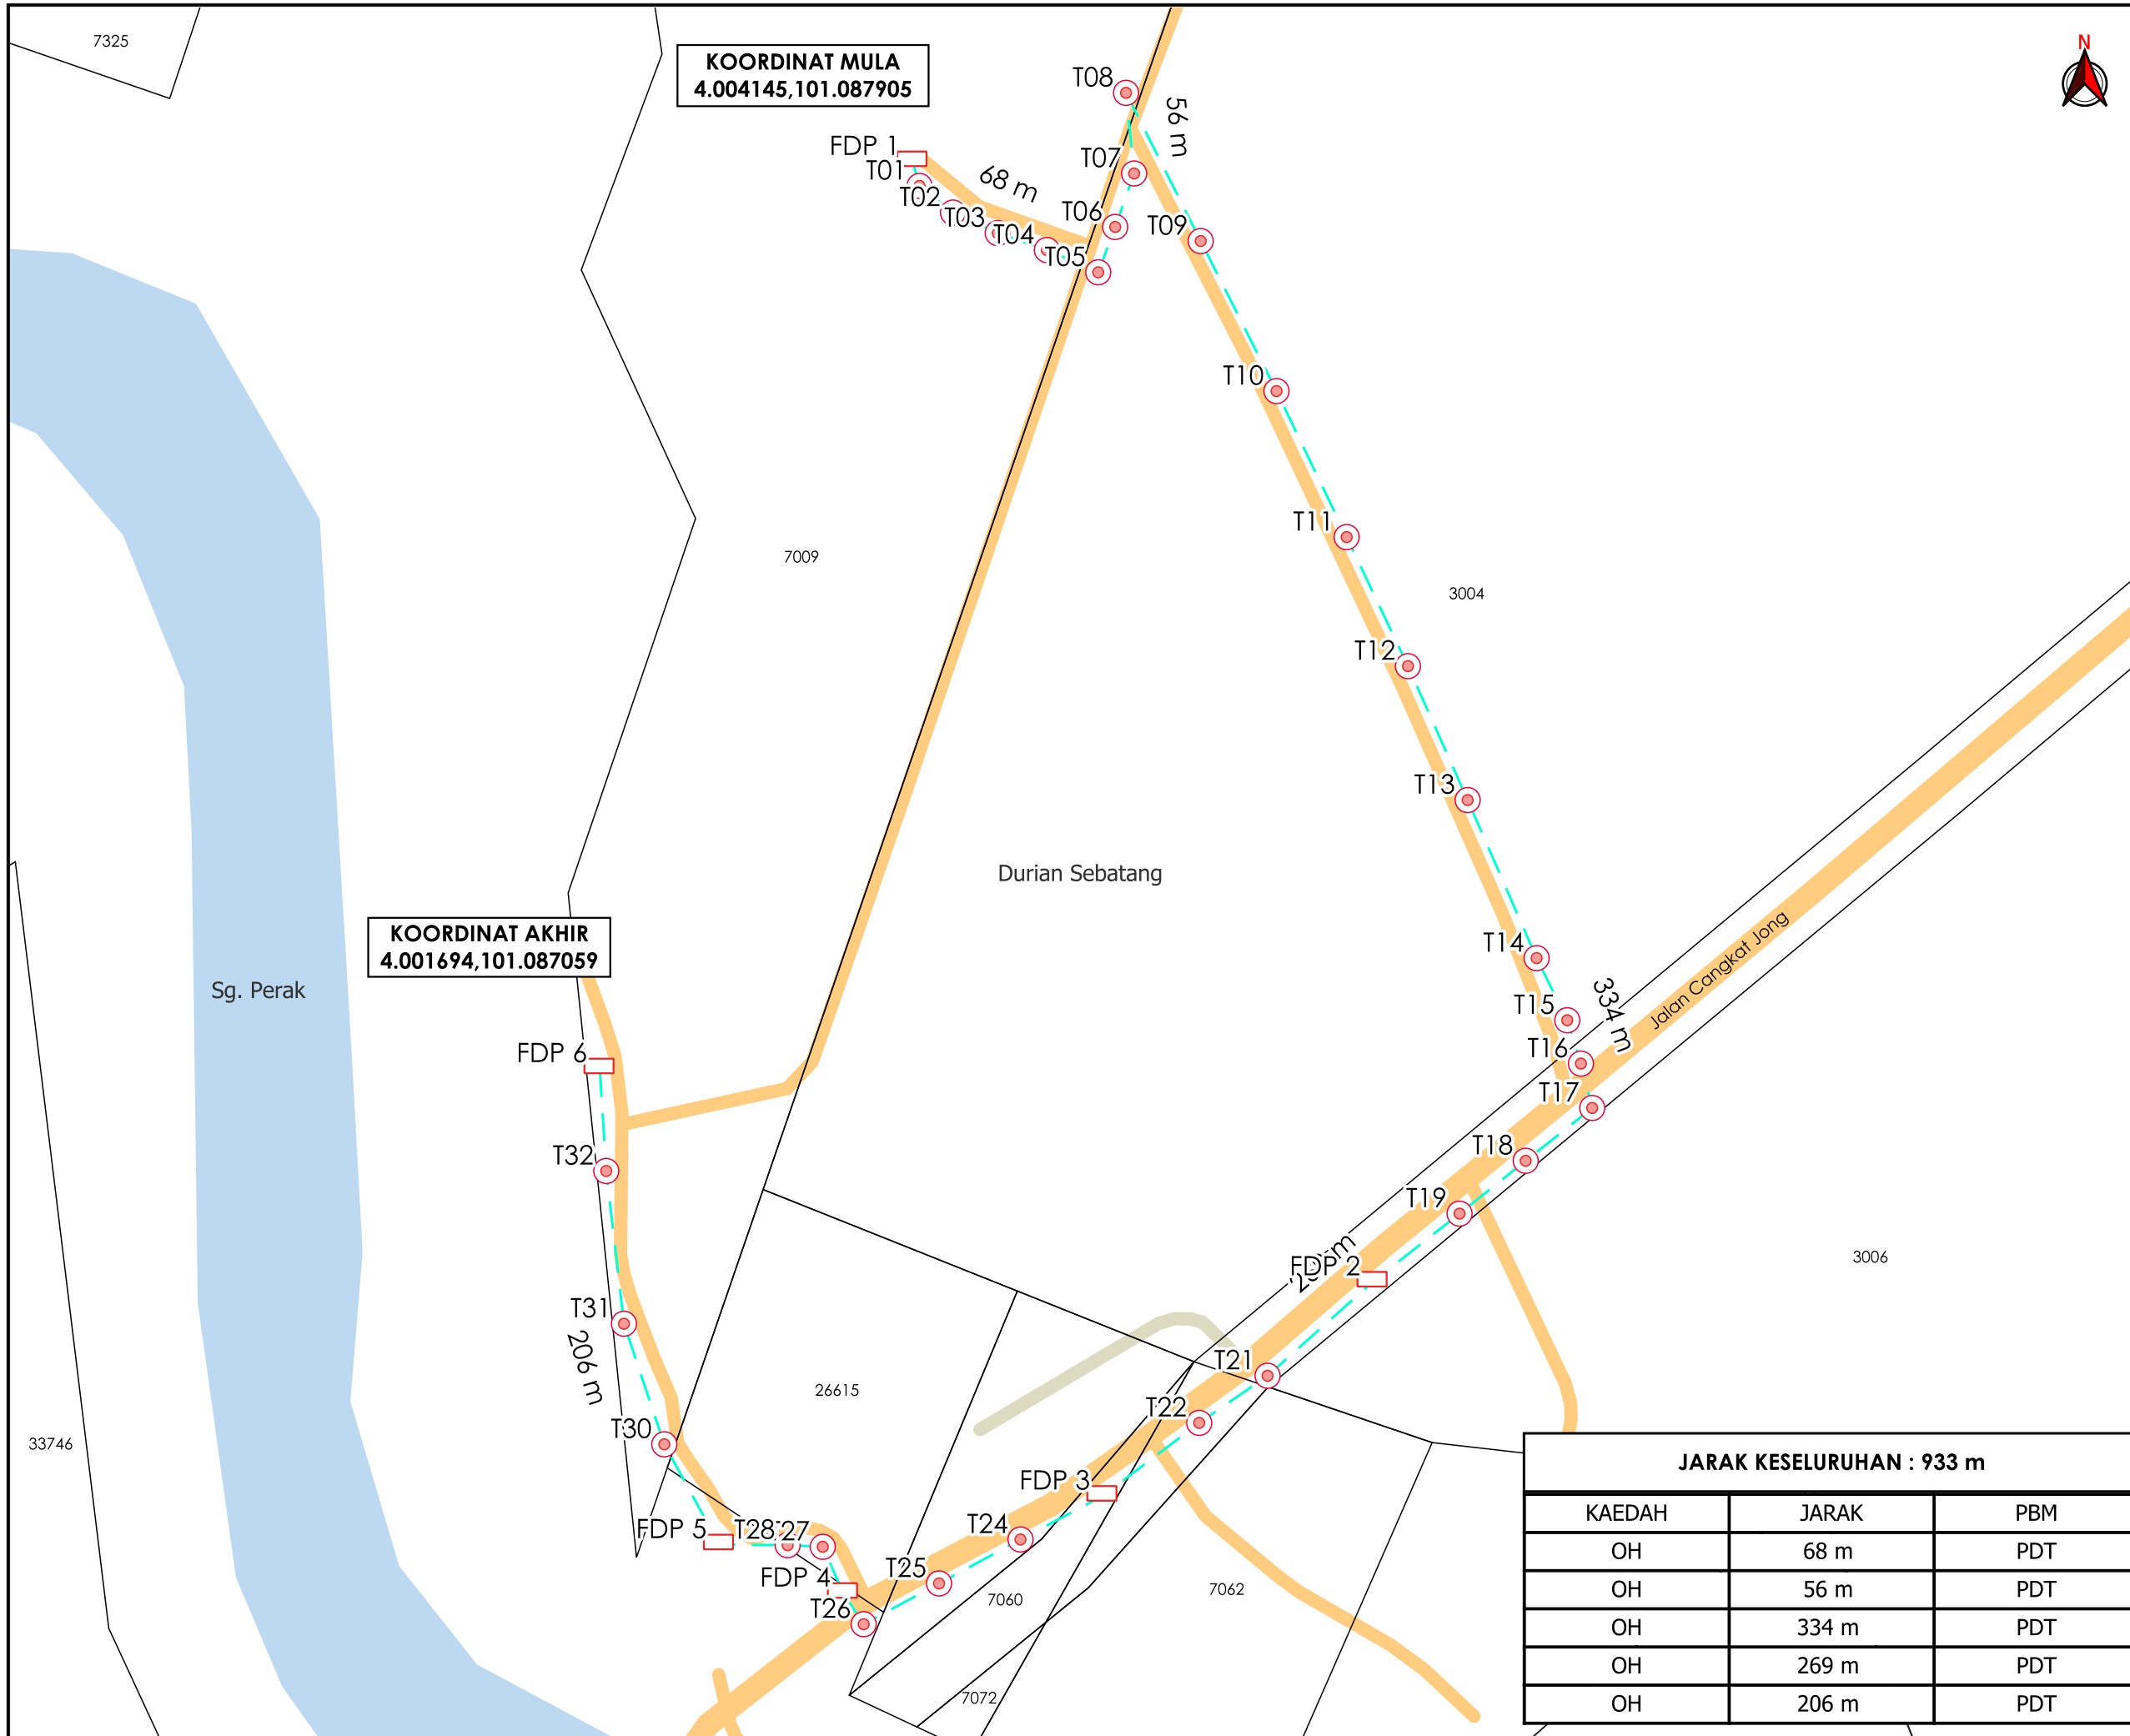 7325
KOORDINAT MULA
4.004145,101.087905
N
T08
56 m
FDP 1
T01
68 m
T07
T02
T03
T06
T04
T05
T09
T10
T11
7009
3004
T12
T13
Durian Sebatang
KOORDINAT AKHIR
4.001694,101.087059
Sg. Perak
T14
Jalan Cangkat Jong
T15
334 m
T16
FDP 6
T17
T32
T18
T19
3006
FDP 2
T31
206 m
T21
26615
T22
T30
33746
FDP 3
FDP 5
T28
27
T24
FDP 4
T25
T26
7060
7062
7072
JARAK KESELURUHAN : 933 m
KAEDAH JARAK PBM
OH 68 m PDT
OH 56 m PDT
OH 334 m PDT
OH 269 m PDT
OH 206 m PDT